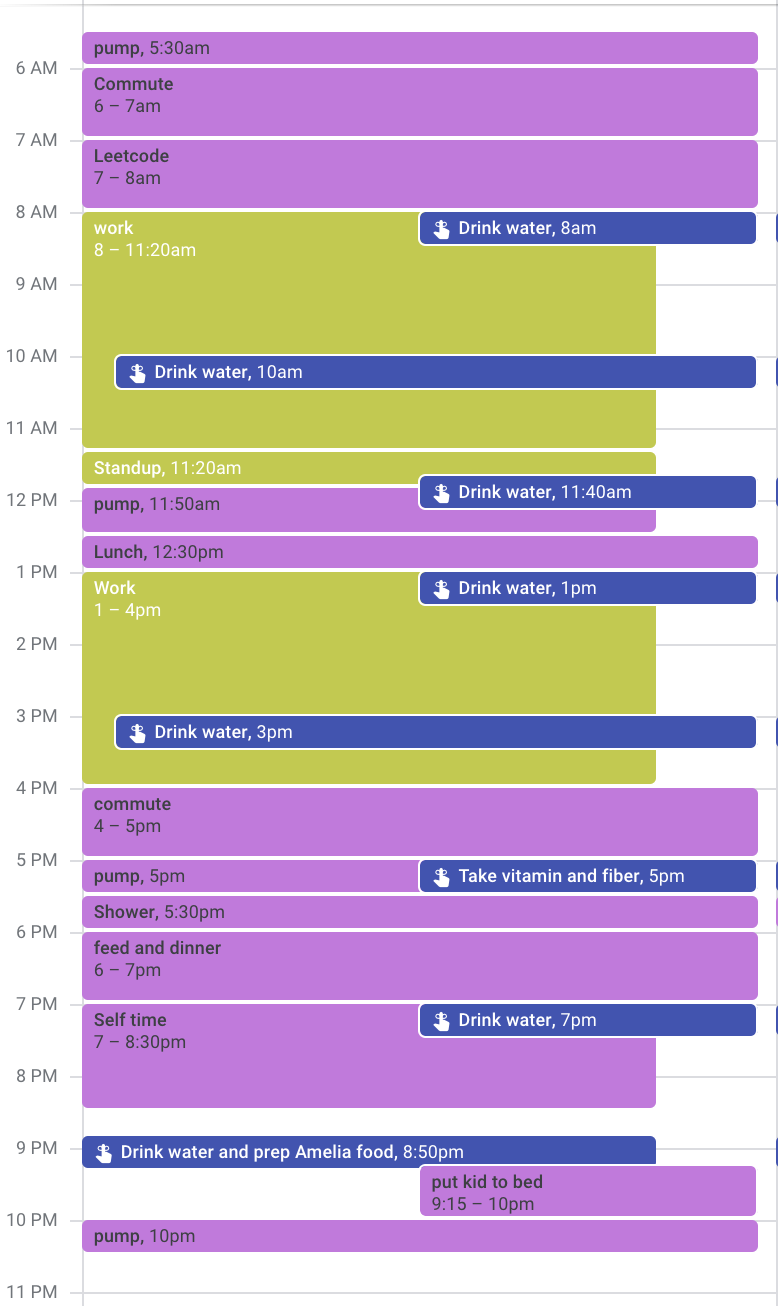 pump, 5:30am
6 AM
Commute
6 – 7am
7 AM
Leetcode
7 – 8am
8 AM
work
8 – 11:20am
Drink water, 8am
9 AM
10 AM
Drink water, 10am
11 AM
Standup, 11:20am
Drink water, 11:40am
12 PM
pump, 11:50am
Lunch, 12:30pm
1 PM
Work
1 – 4pm
Drink water, 1pm
2 PM
3 PM
Drink water, 3pm
4 PM
commute
4 – 5pm
5 PM
pump, 5pm
Take vitamin and fiber, 5pm
Shower, 5:30pm
6 PM
feed and dinner
6 – 7pm
7 PM
Self time
7 – 8:30pm
Drink water, 7pm
8 PM
9 PM
Drink water and prep Amelia food, 8:50pm
put kid to bed
9:15 – 10pm
10 PM
pump, 10pm
11 PM